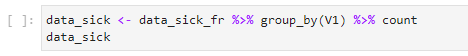 [ ]: data_sick <- data_sick_fr %>% group_by(V1) %>% count
data_sick